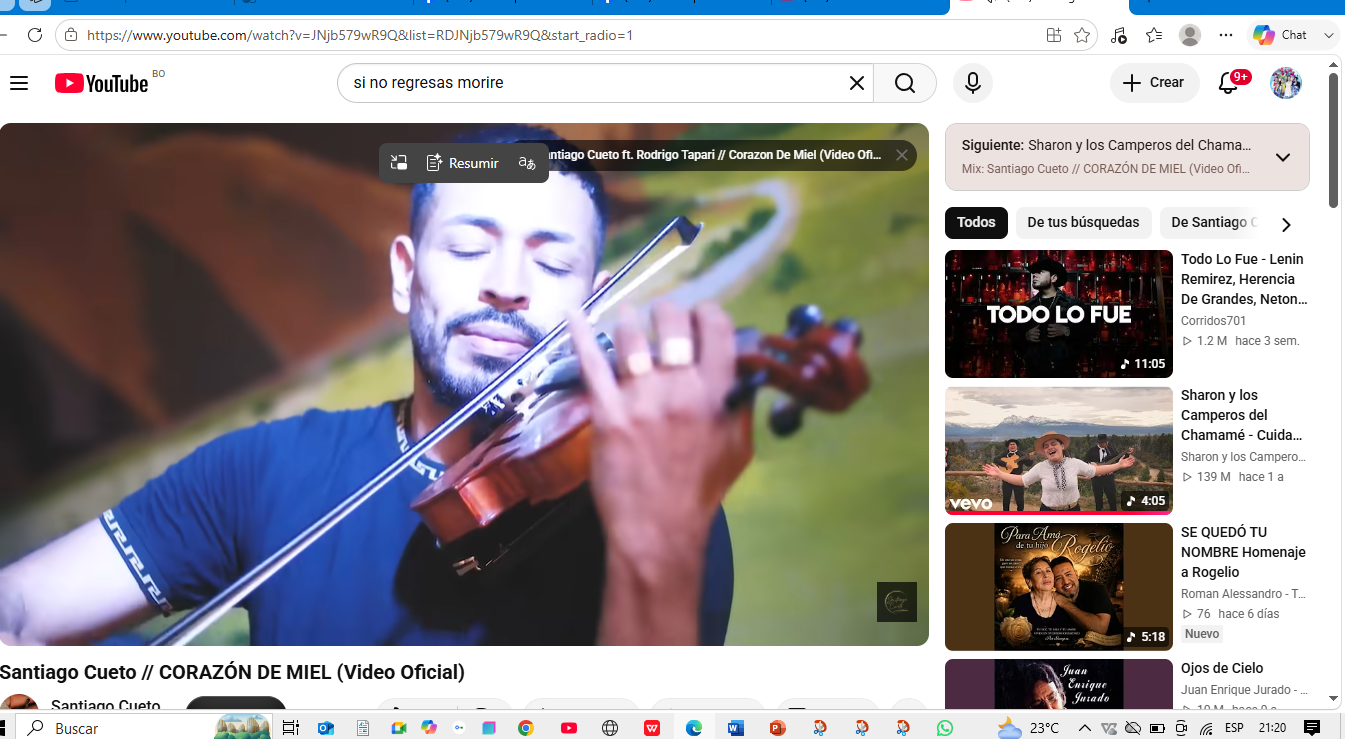 https://www.youtube.com/watch?v=JNjb579wR9Q&list=RDJNjb579wR9Q&start_radio=1
Chat
YouTube BO
si no regresas morire
Crear
9+
Resumir
ntiago Cueto ft. Rodrigo Tapari // Corazon De Miel (Video Ofi...
Santiago Cueto // CORAZÓN DE MIEL (Video Oficial)
Santiago Cueto
Siguiente: Sharon y los Camperos del Chama...
Mix: Santiago Cueto // CORAZÓN DE MIEL (Video Ofi...
Todos
De tus búsquedas
De Santiago C
TODO LO FUE
11:05
Todo Lo Fue - Lenin
Remirez, Herencia
De Grandes, Neton...
Corridos701
1.2 M hace 3 sem.
vevo
4:05
Sharon y los
Camperos del
Chamamé - Cuida...
Sharon y los Campero...
139 M hace 1 a
Para Amá
de tu hijo Rogelio
5:18
SE QUEDÓ TU
NOMBRE Homenaje
a Rogelio
Roman Alessandro - T...
76 hace 6 días
Nuevo
Juan
Enrique
Jurado
Ojos de Cielo
Juan Enrique Jurado - ...
Buscar
23°C
ESP
21:20